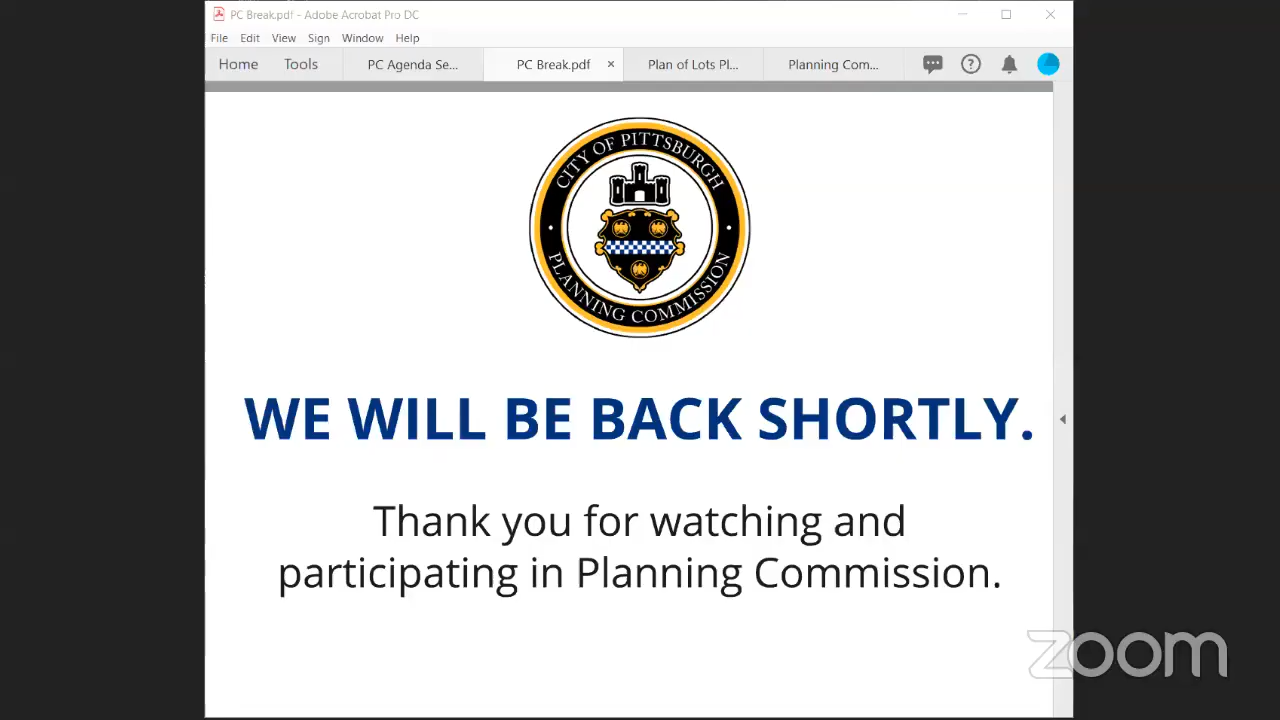 PC Break.pdf - Adobe Acrobat Pro DC
File Edit View Sign Window Help
Home Tools PC Agenda Se... PC Break.pdf × Plan of Lots Pl... Planning Com...
CITY OF PITTSBURGH
PLANNING COMMISSION
WE WILL BE BACK SHORTLY.
Thank you for watching and
participating in Planning Commission.
zoom